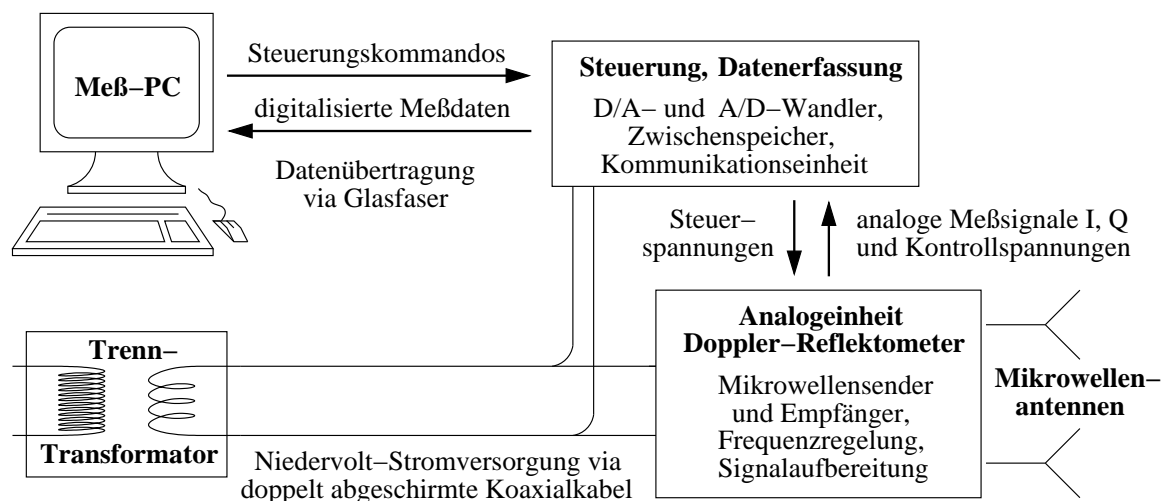 Meß–PC
Steuerungskommandos
digitalisierte Meßdaten
Datenübertragung
via Glasfaser
Steuerung, Datenerfassung
D/A– und A/D–Wandler,
Zwischenspeicher,
Kommunikationseinheit
Steuer–
spannungen
analoge Meßsignale I, Q
und Kontrollspannungen
Trenn–
Transformator
Analogeinheit
Doppler–Reflektometer
Mikrowellensender
und Empfänger,
Frequenzregelung,
Signalaufbereitung
Mikrowellen–
antennen
Niedervolt–Stromversorgung via
doppelt abgeschirmte Koaxialkabel